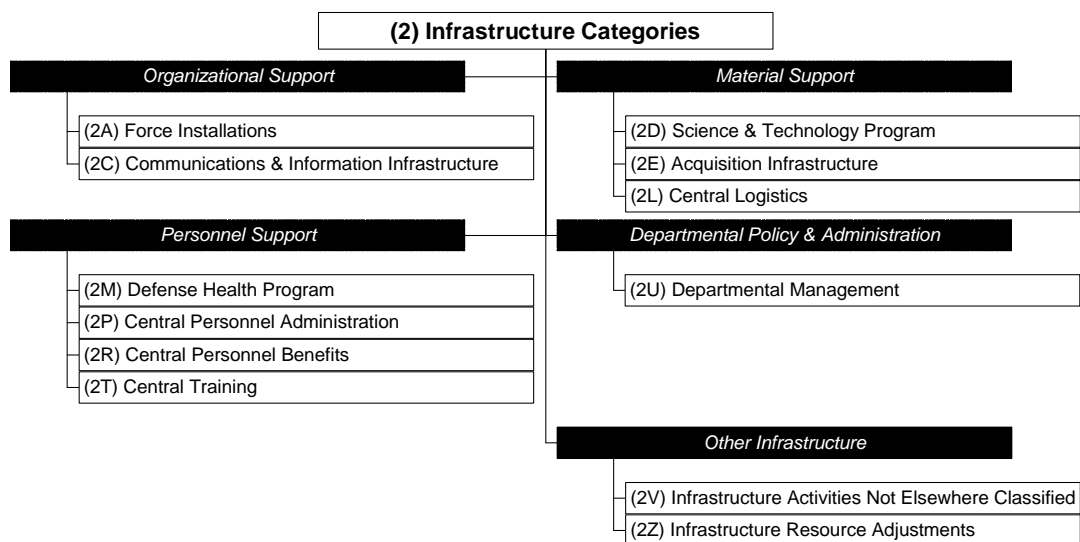 (2) Infrastructure Categories
Organizational Support
(2A) Force Installations
(2C) Communications & Information Infrastructure
Material Support
(2D) Science & Technology Program
(2E) Acquisition Infrastructure
(2L) Central Logistics
Personnel Support
(2M) Defense Health Program
(2P) Central Personnel Administration
(2R) Central Personnel Benefits
(2T) Central Training
Departmental Policy & Administration
(2U) Departmental Management
Other Infrastructure
(2V) Infrastructure Activities Not Elsewhere Classified
(2Z) Infrastructure Resource Adjustments